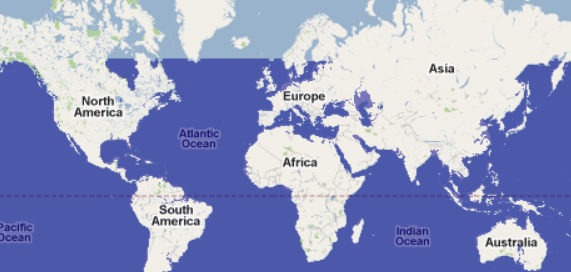 Asia
Europe
North
America
Atlantic
Ocean
Africa
South
America
Pacific
Ocean
Indian
Ocean
Australia